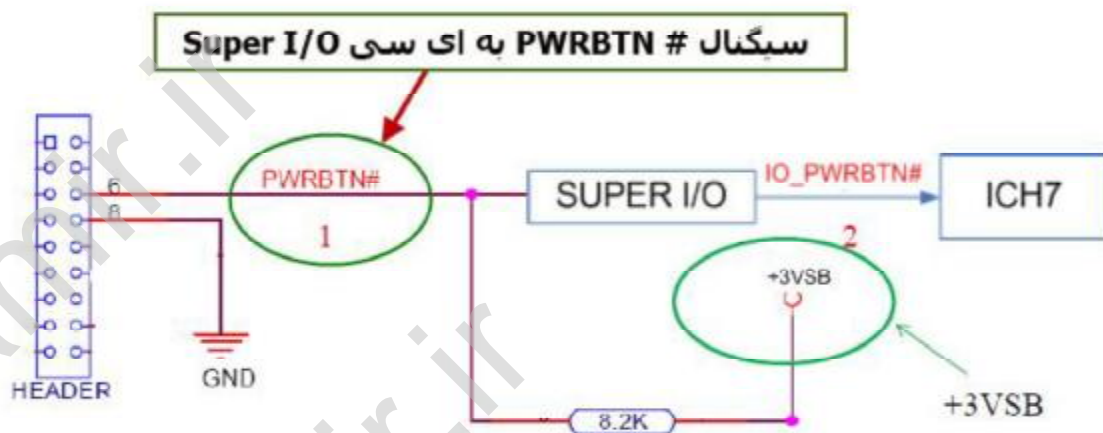 سیگنال # PWRBTN به ای سی Super I/O
PWRBTN#
6
8
1
SUPER I/O
IO_PWRBTN#
ICH7
2
+3VSB
GND
HEADER
8.2K
+3VSB